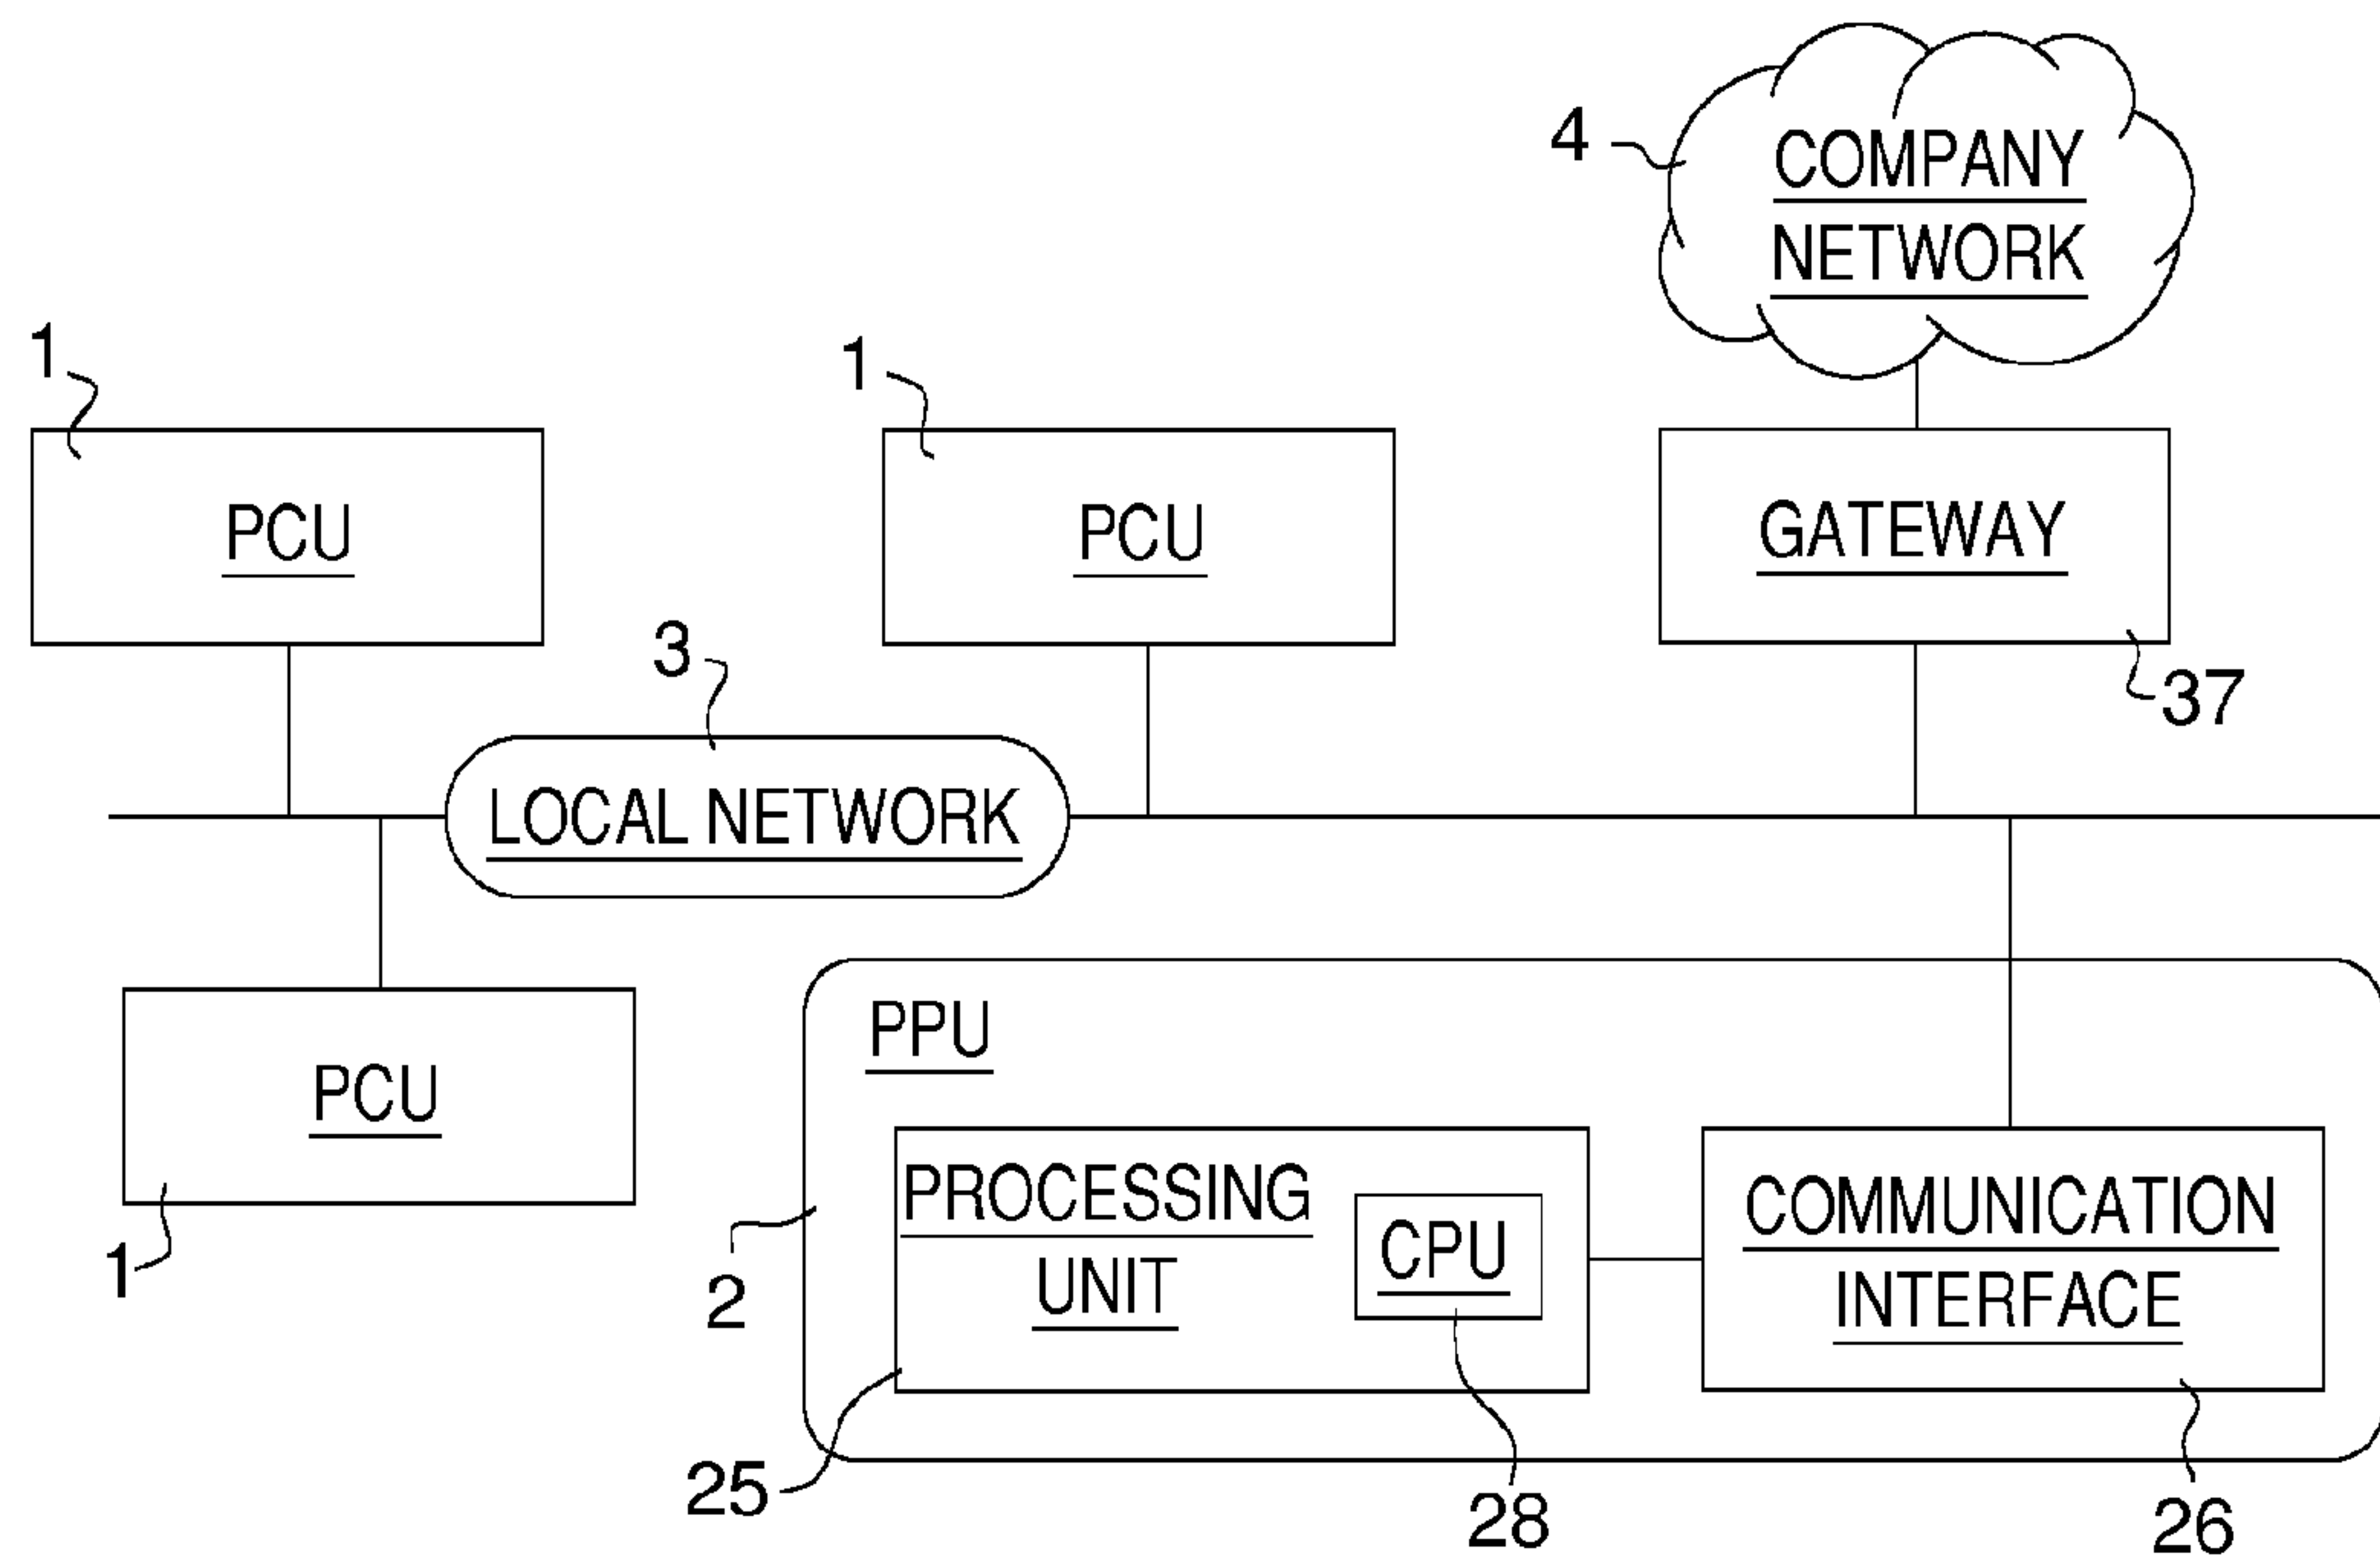 4
COMPANY
NETWORK
1
1
PCU
PCU
GATEWAY
3
37
LOCAL NETWORK
PPU
PCU
PROCESSING
UNIT
CPU
COMMUNICATION
INTERFACE
1
2
25
28
26